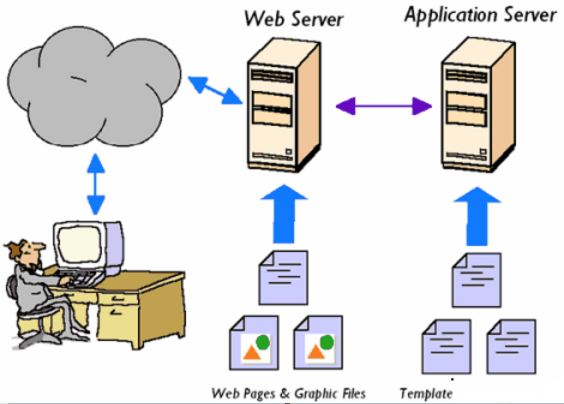 Web Server
Application Server
Web Pages & Graphic Files
Template